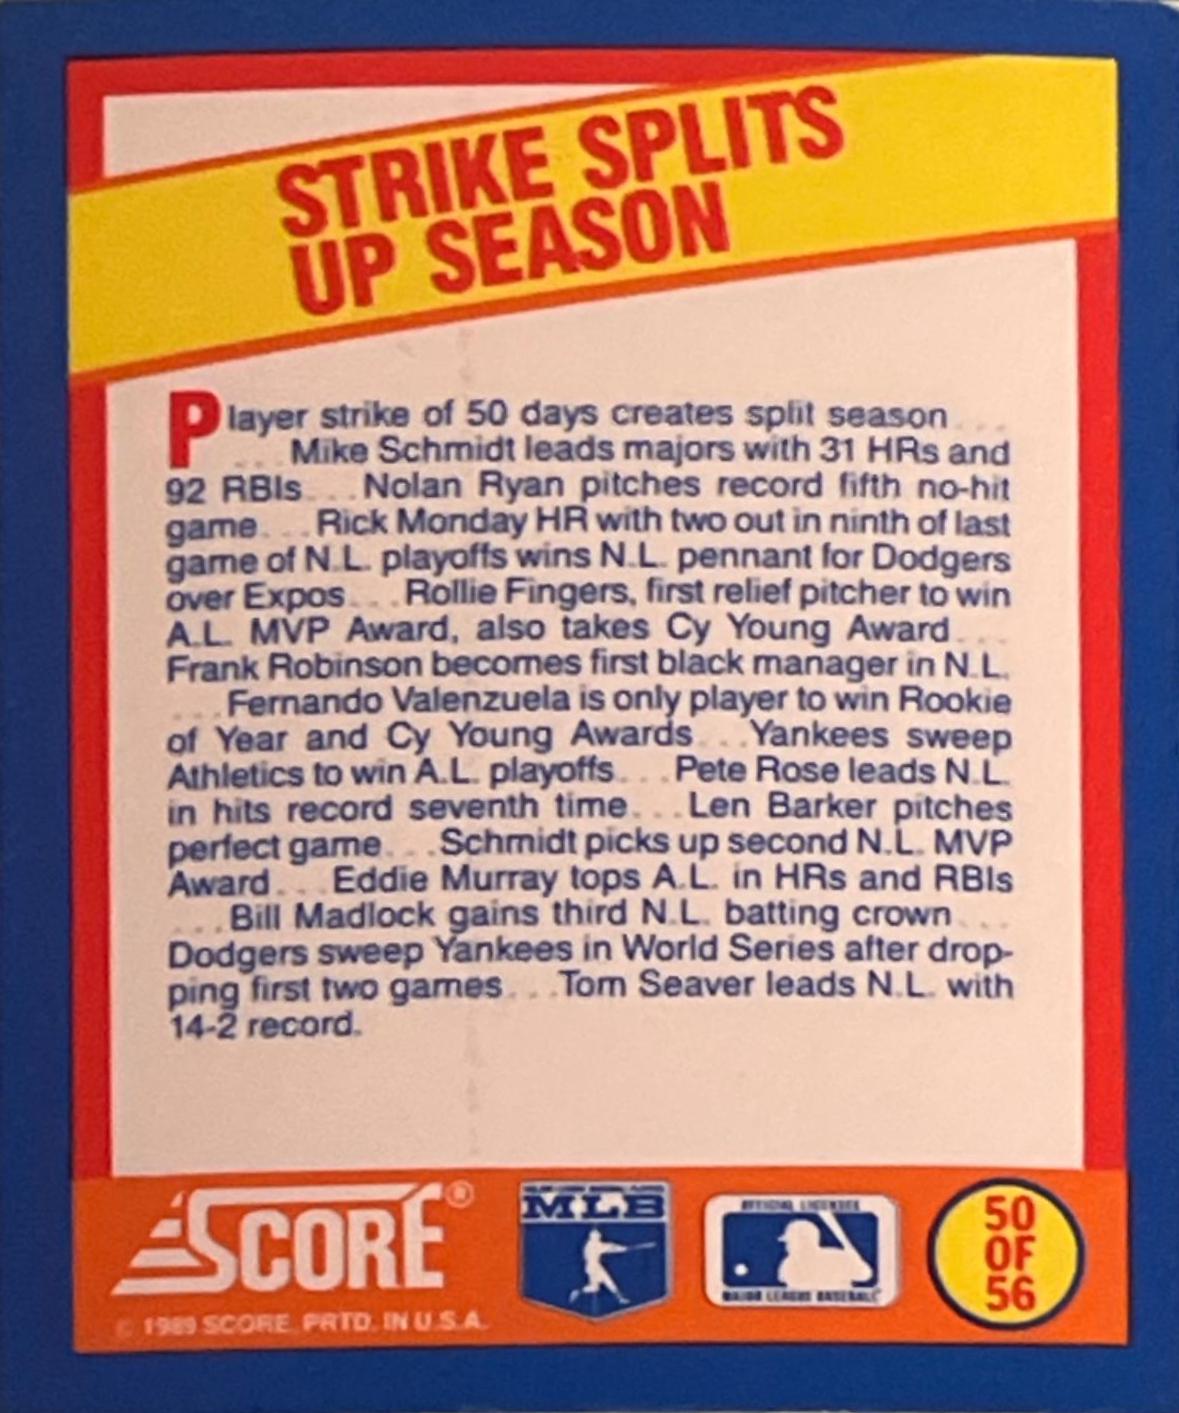 STRIKE SPLITS
UP SEASON
Player strike of 50 days creates split season ...
... Mike Schmidt leads majors with 31 HRs and
92 RBIs ... Nolan Ryan pitches record fifth no-hit
game ... Rick Monday HR with two out in ninth of last
game of N.L. playoffs wins N.L. pennant for Dodgers
over Expos ... Rollie Fingers, first relief pitcher to win
A.L. MVP Award, also takes Cy Young Award ...
Frank Robinson becomes first black manager in N.L.
... Fernando Valenzuela is only player to win Rookie
of Year and Cy Young Awards ... Yankees sweep
Athletics to win A.L. playoffs ... Pete Rose leads N.L.
in hits record seventh time ... Len Barker pitches
perfect game ... Schmidt picks up second N.L. MVP
Award ... Eddie Murray tops A.L. in HRs and RBIs
... Bill Madlock gains third N.L. batting crown ...
Dodgers sweep Yankees in World Series after drop-
ping first two games ... Tom Seaver leads N.L. with
14-2 record.
SCORE®
© 1989 SCORE, PRTD. IN U.S.A.
MLB
OFFICIAL LICENSEE
MAJOR LEAGUE BASEBALL
50
OF
56